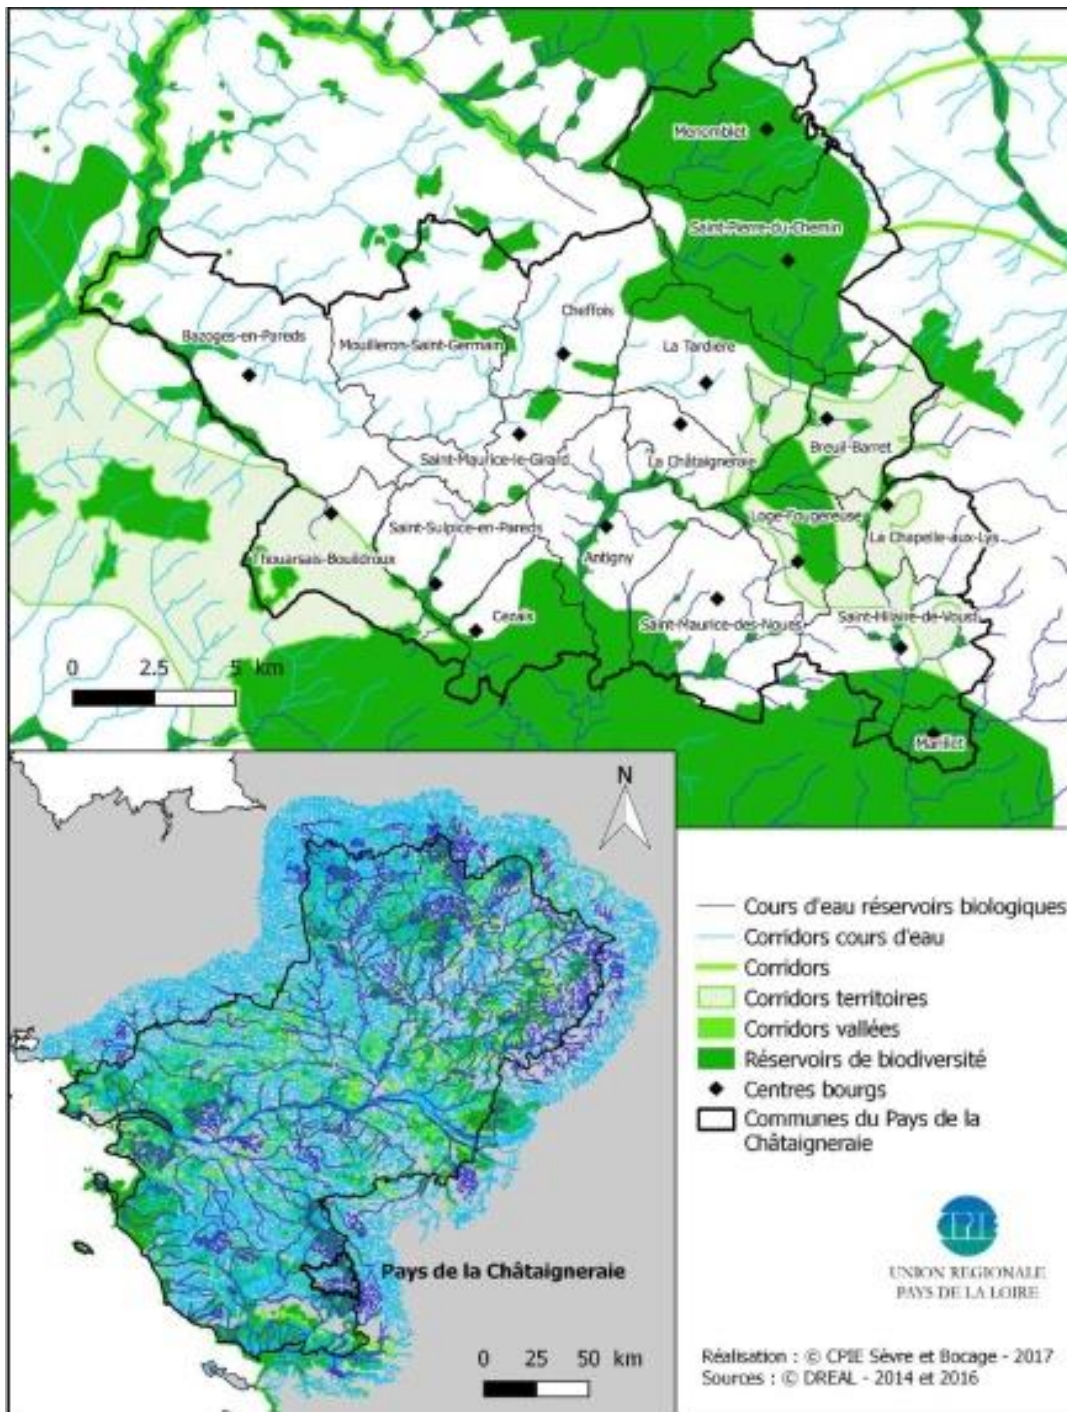 Menomblet
Saint-Pierre-du-Chemin
Cheffois
Bazoges-en-Pareds
Mouilleron-Saint-Germain
La Tardière
Saint-Maurice-le-Girard
La Châtaigneraie
Breuil-Barret
Saint-Sulpice-en-Pareds
Loge-Fougereuse
La Chapelle-aux-Lys
Thouarsais-Bouildroux
Antigny
Cezais
Saint-Maurice-des-Noues
Saint-Hilaire-de-Voust
0 2.5 5 km
Marillet
N
Cours d'eau réservoirs biologiques
Corridors cours d'eau
Corridors
Corridors territoires
Corridors vallées
Réservoirs de biodiversité
Centres bourgs
Communes du Pays de la
Châtaigneraie
Pays de la Châtaigneraie
0 25 50 km
CPIE
UNION REGIONALE
PAYS DE LA LOIRE
Réalisation : © CPIE Sèvre et Bocage - 2017
Sources : © DREAL - 2014 et 2016